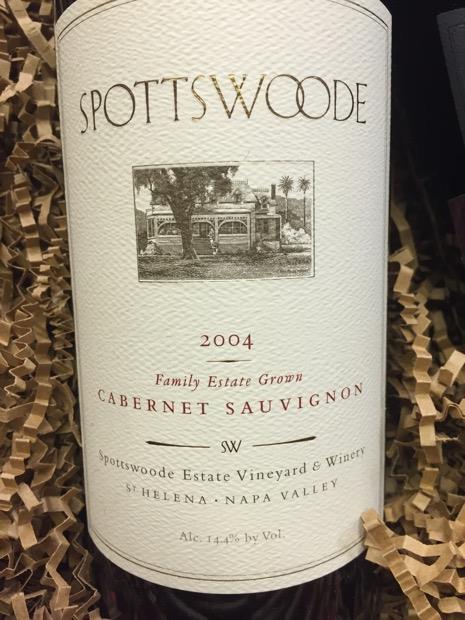 SPOTTSWOODE
2004
Family Estate Grown
CABERNET SAUVIGNON
SW
Spottswoode Estate Vineyard & Winery
ST HELENA · NAPA VALLEY
Alc. 14.4% by Vol.